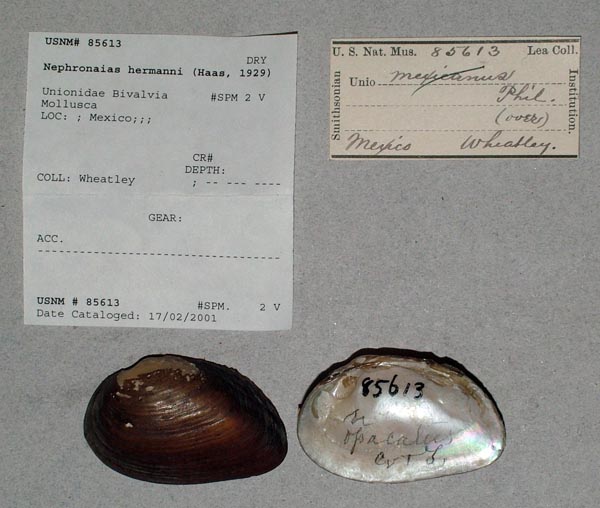 USNM# 85613
DRY
Nephronaias hermanni (Haas, 1929)
Unionidae Bivalvia #SPM 2 V
Mollusca
LOC: ; Mexico;;;
CR#
DEPTH:
COLL: Wheatley ; -- --- ----
GEAR:
ACC.
USNM # 85613 #SPM. 2 V
Date Cataloged: 17/02/2001
U. S. Nat. Mus. 85613 Lea Coll.
Smithsonian
Institution.
Unio mexicanus
Phil.
(over)
Mexico Wheatley.
85613
opacatus